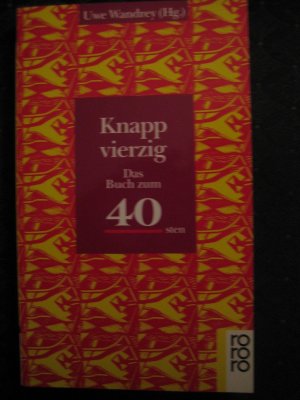 Uwe Wandrey (Hg.)
Knapp
vierzig
Das
Buch zum
40
sten
ro
ro
ro